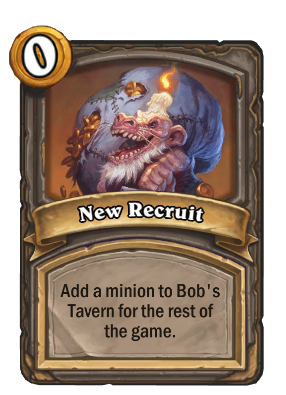 0
New Recruit
Add a minion to Bob's
Tavern for the rest of
the game.